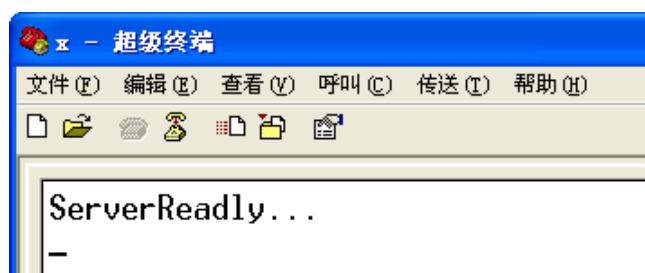 x - 超级终端
文件(F) 编辑(E) 查看(V) 呼叫(C) 传送(T) 帮助(H)
ServerReadly...